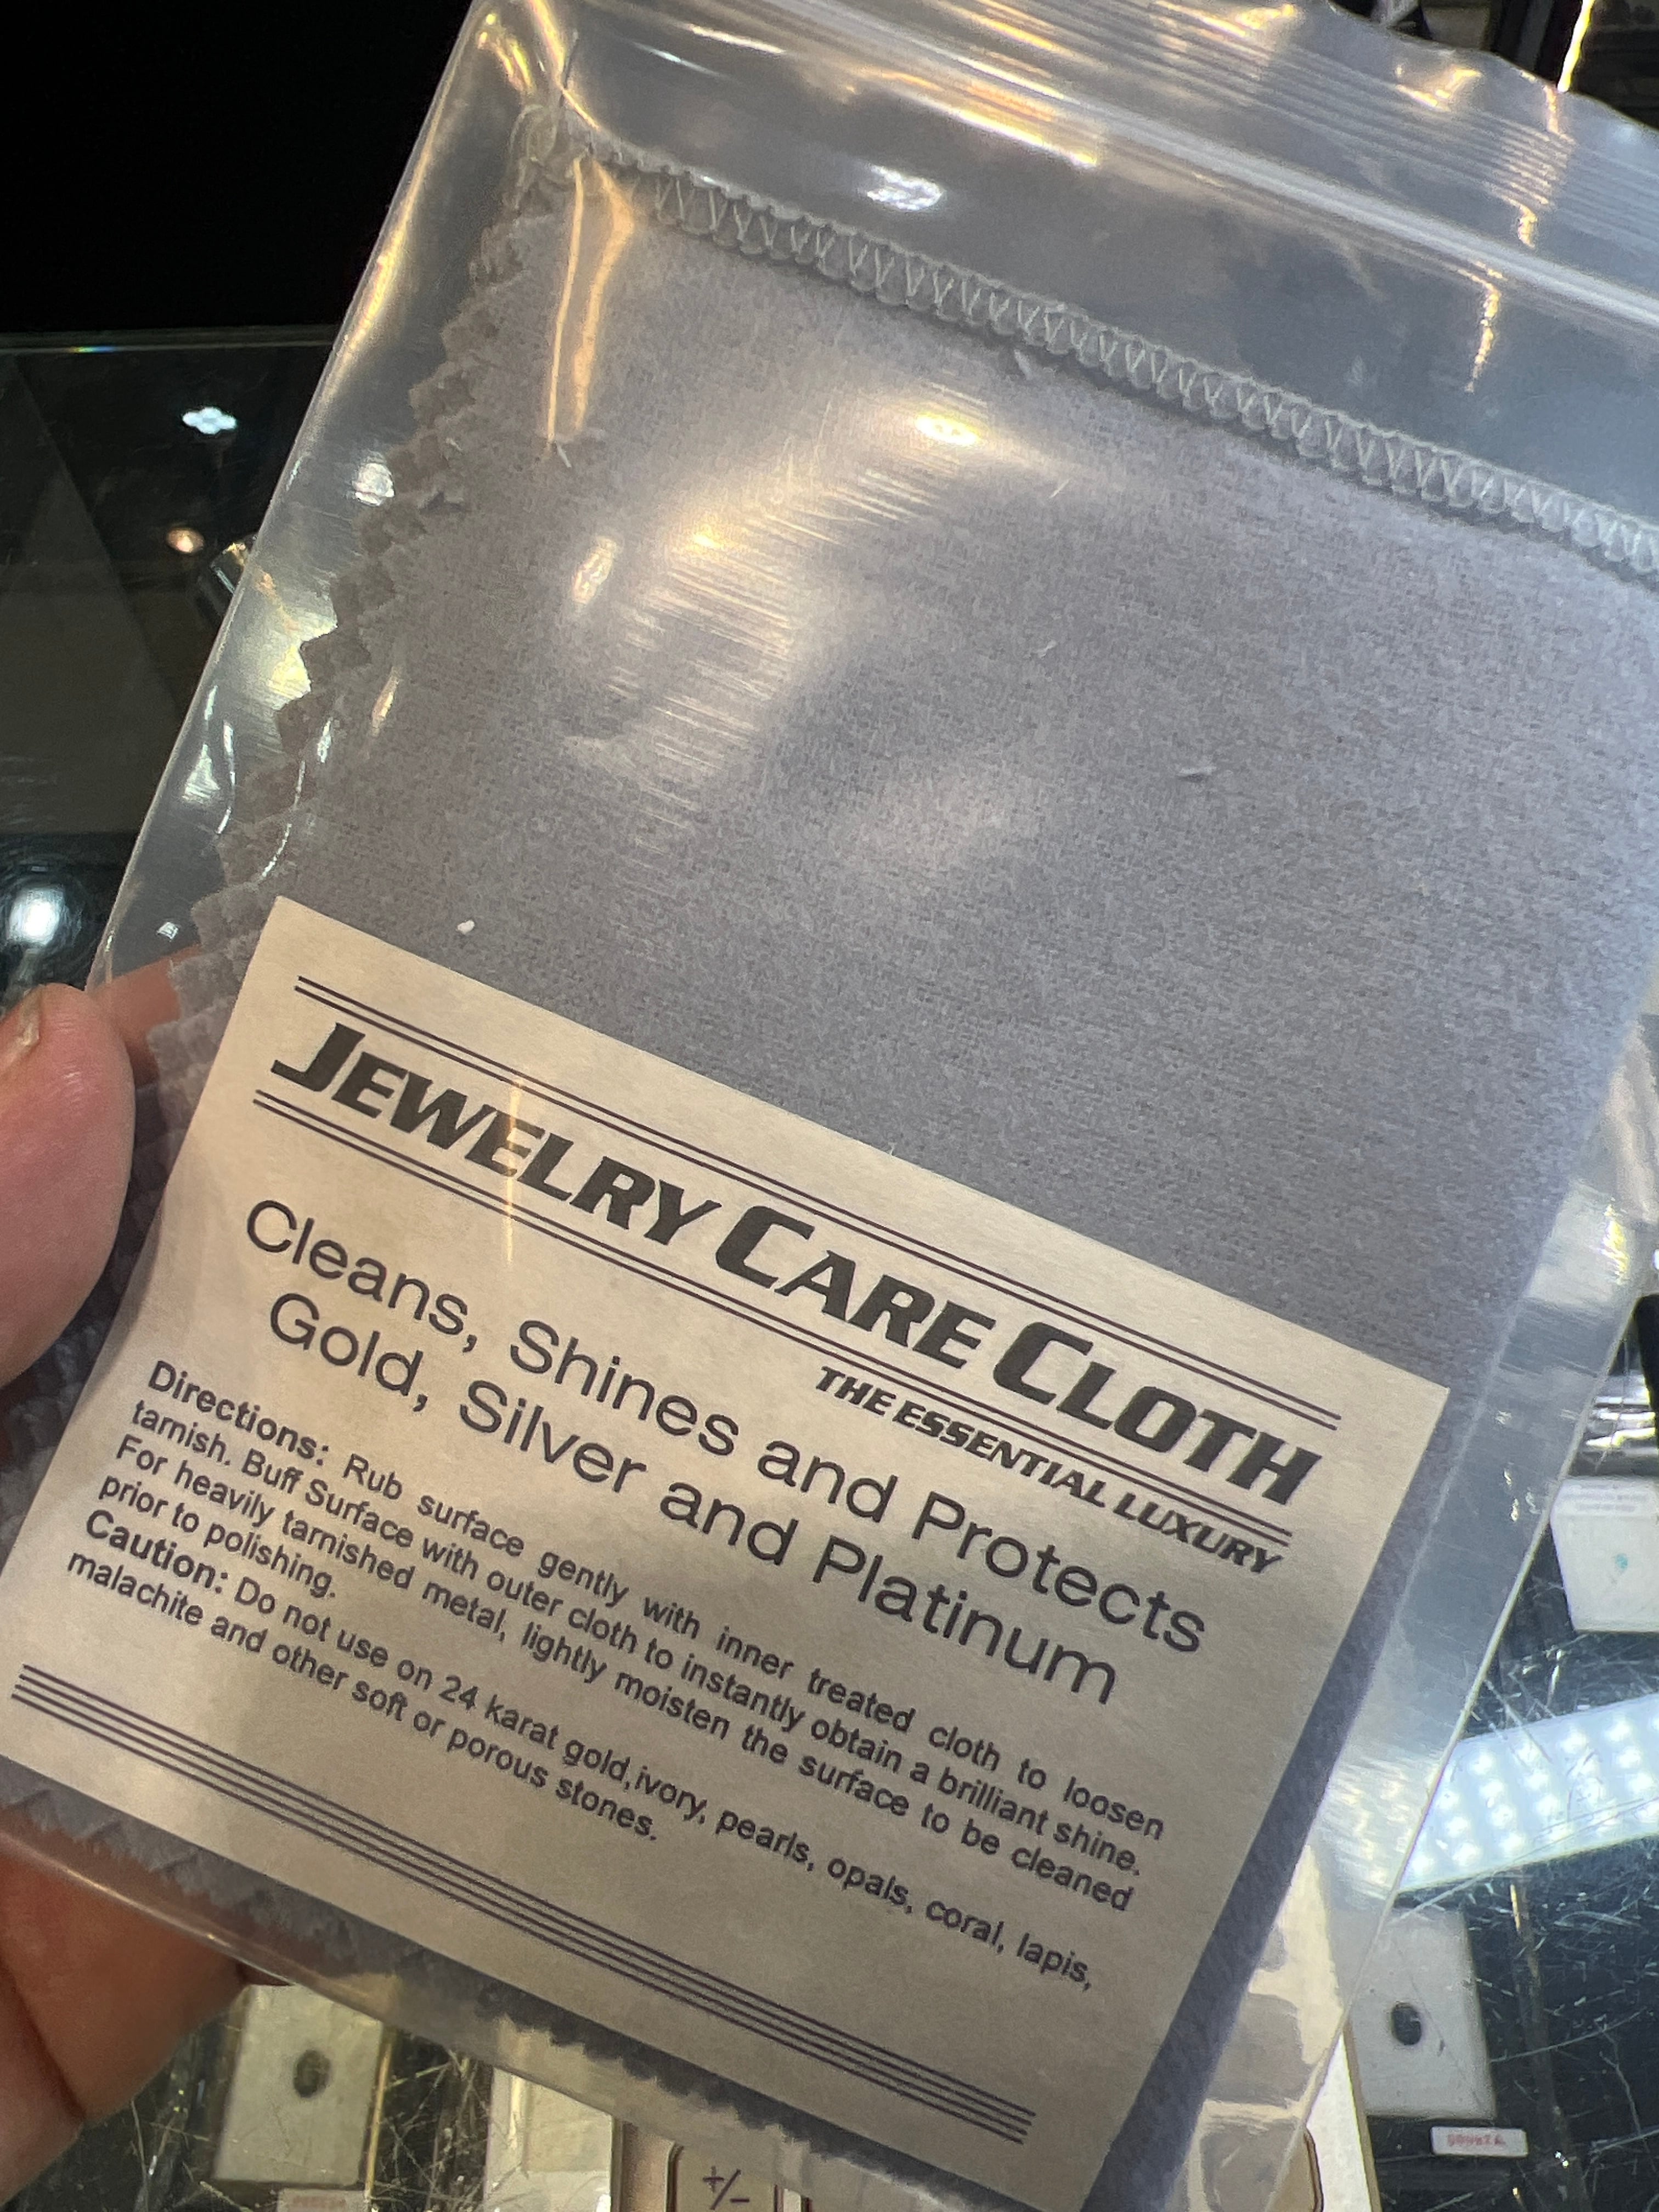 JEWELRY CARE CLOTH
THE ESSENTIAL LUXURY
Cleans, Shines and Protects
Gold, Silver and Platinum
Directions: Rub surface gently with inner treated cloth to loosen
tarnish. Buff Surface with outer cloth to instantly obtain a brilliant shine.
For heavily tarnished metal, lightly moisten the surface to be cleaned
prior to polishing.
Caution: Do not use on 24 karat gold,ivory, pearls, opals, coral, lapis,
malachite and other soft or porous stones.
+/-